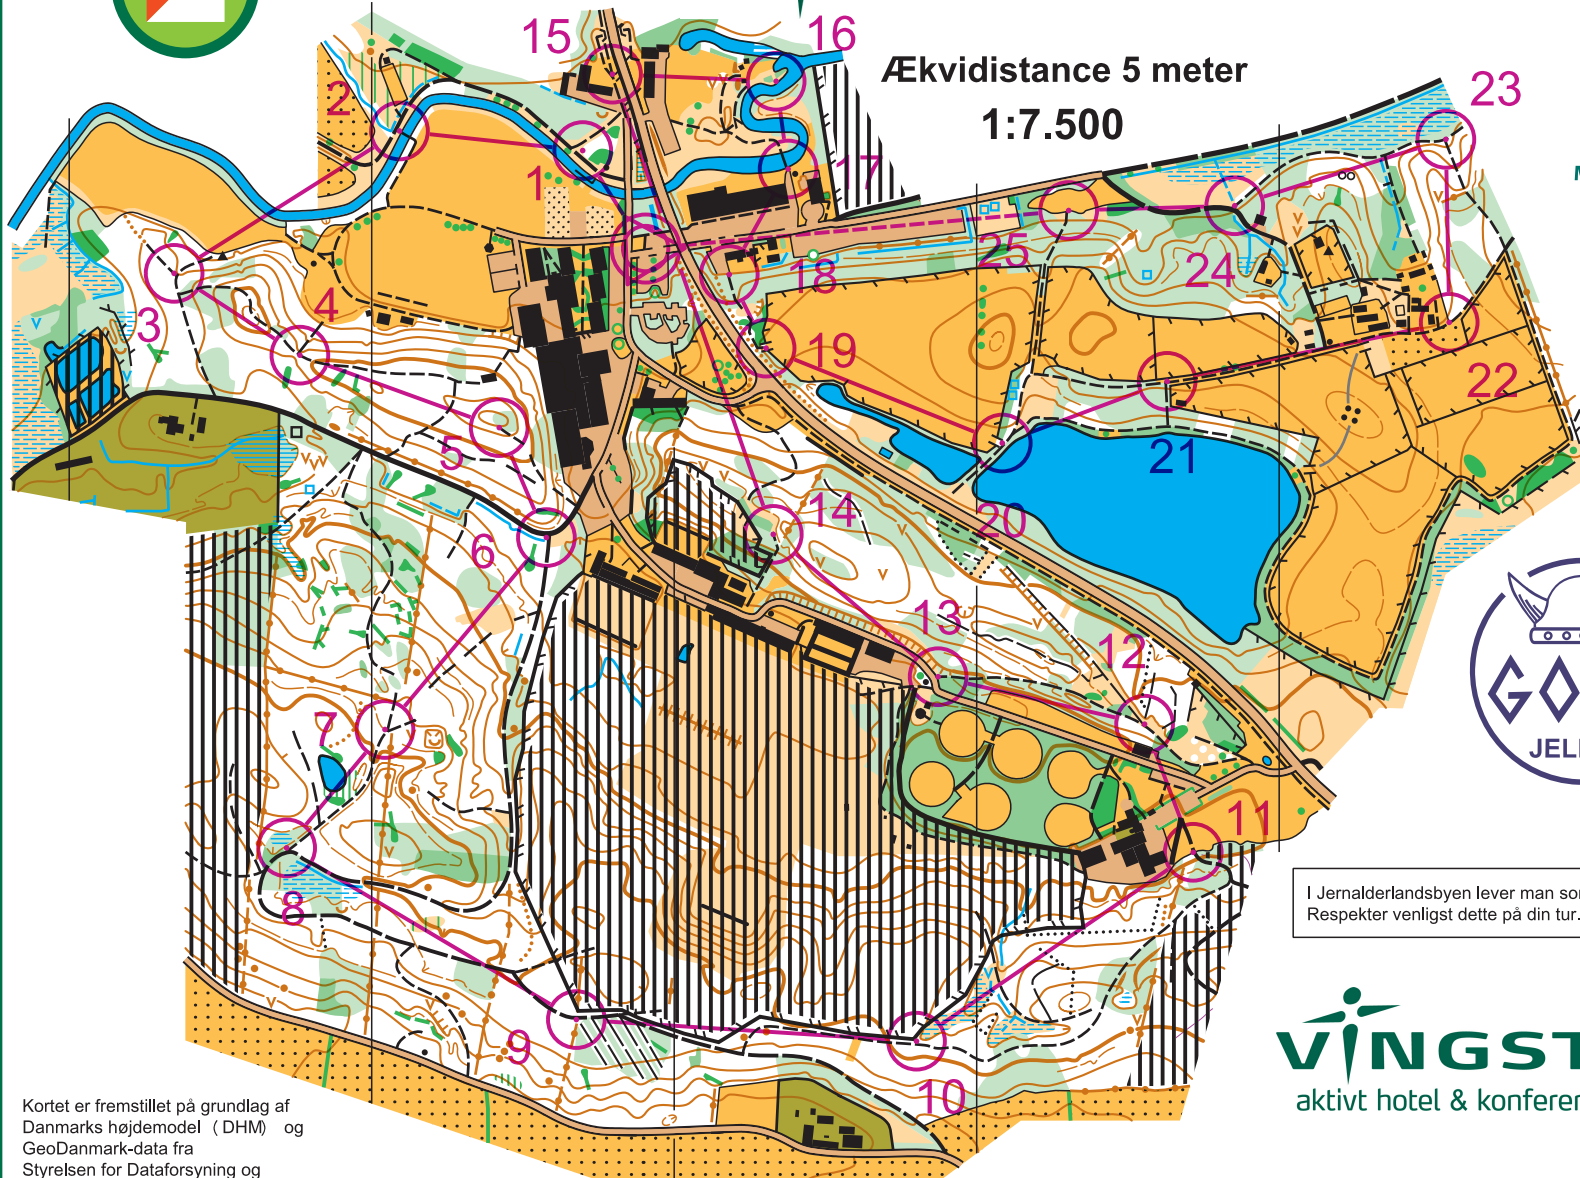 Ækvidistance 5 meter
1:7.500
15
16
23
2
1
17
3
4
18
25
24
19
22
5
21
6
14
20
13
12
7
11
8
9
10
JELL
I Jernalderlandsbyen lever man
Respekter venligst dette på din tur.
VINGST
aktivt hotel & konferen
Kortet er fremstillet på grundlag af
Danmarks højdemodel (DHM) og
GeoDanmark-data fra
Styrelsen for Dataforsyning og